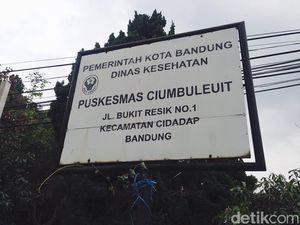 PEMERINTAH KOTA BANDUNG
DINAS KESEHATAN
PUSKESMAS CIUMBULEUIT
JL. BUKIT RESIK NO.1
KECAMATAN CIDADAP
BANDUNG
detikcom